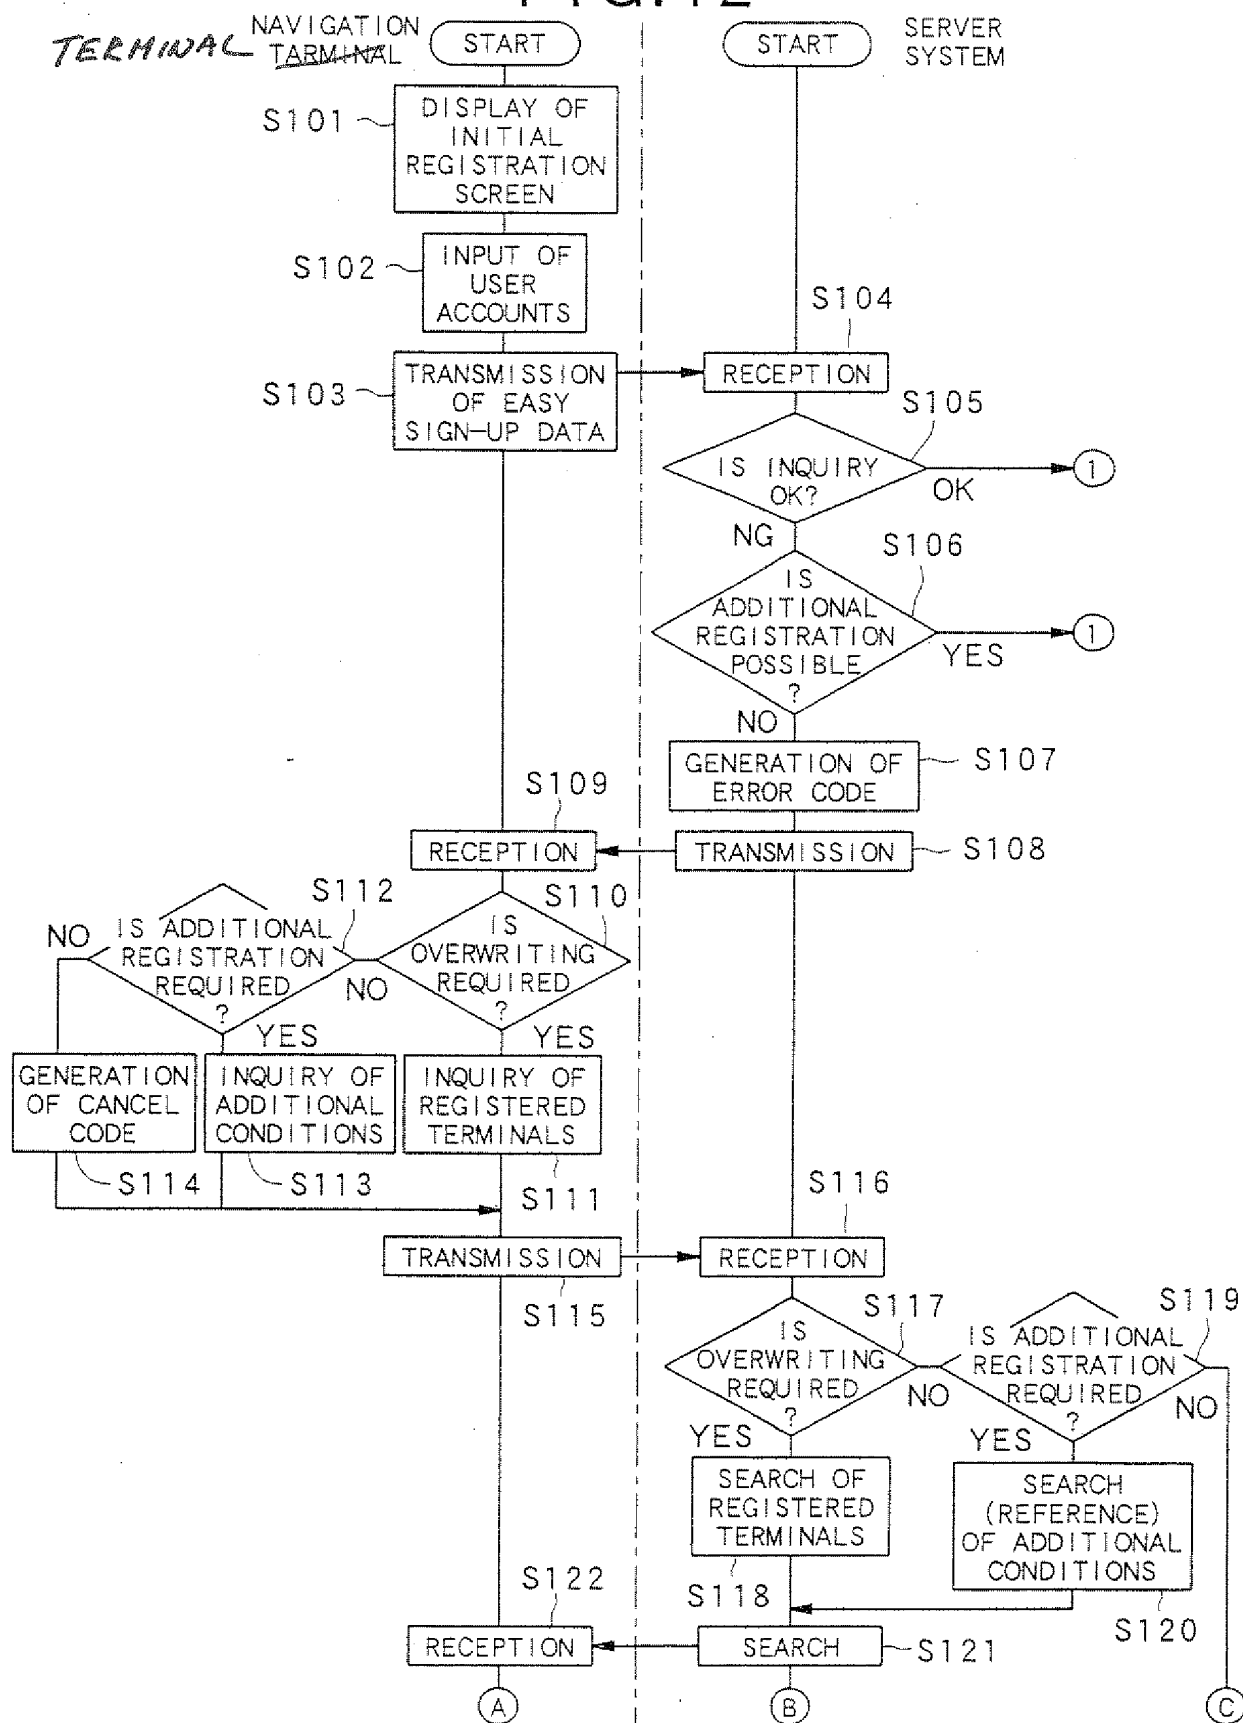 FIG.12
NAVIGATION
TERMINAL TARMINAL
START
START
SERVER
SYSTEM
S101
DISPLAY OF
INITIAL
REGISTRATION
SCREEN
S102
INPUT OF
USER
ACCOUNTS
S103
TRANSMISSION
OF EASY
SIGN-UP DATA
S104
RECEPTION
S105
IS INQUIRY
OK?
OK
1
NG
S106
IS
ADDITIONAL
REGISTRATION
POSSIBLE
?
YES
1
NO
GENERATION OF
ERROR CODE
S107
S109
RECEPTION
TRANSMISSION
S108
S112
S110
NO
IS ADDITIONAL
REGISTRATION
REQUIRED
?
NO
IS
OVERWRITING
REQUIRED
?
YES
YES
GENERATION
OF CANCEL
CODE
INQUIRY OF
ADDITIONAL
CONDITIONS
INQUIRY OF
REGISTERED
TERMINALS
S114
S113
S111
S116
TRANSMISSION
RECEPTION
S115
S117
S119
IS
OVERWRITING
REQUIRED
?
NO
IS ADDITIONAL
REGISTRATION
REQUIRED
?
NO
YES
YES
SEARCH OF
REGISTERED
TERMINALS
SEARCH
(REFERENCE)
OF ADDITIONAL
CONDITIONS
S122
S118
S120
RECEPTION
SEARCH
S121
A
B
C